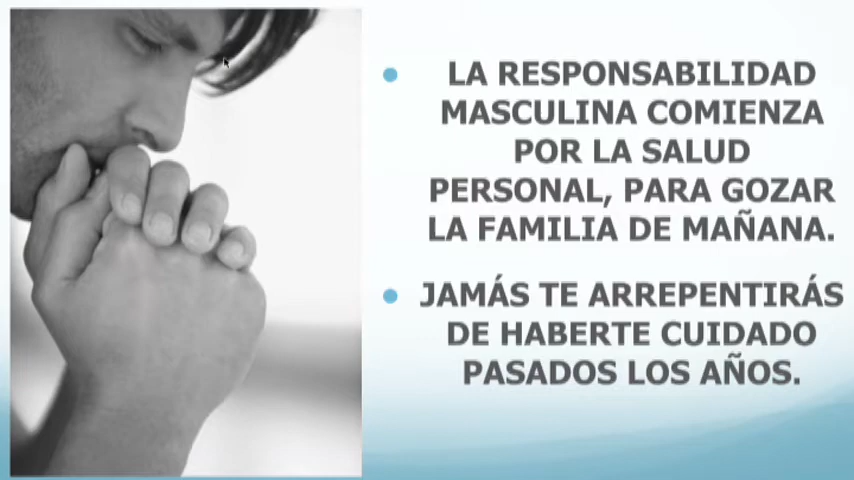 LA RESPONSABILIDAD
MASCULINA COMIENZA
POR LA SALUD
PERSONAL, PARA GOZAR
LA FAMILIA DE MAÑANA.
JAMÁS TE ARREPENTIRÁS
DE HABERTE CUIDADO
PASADOS LOS AÑOS.